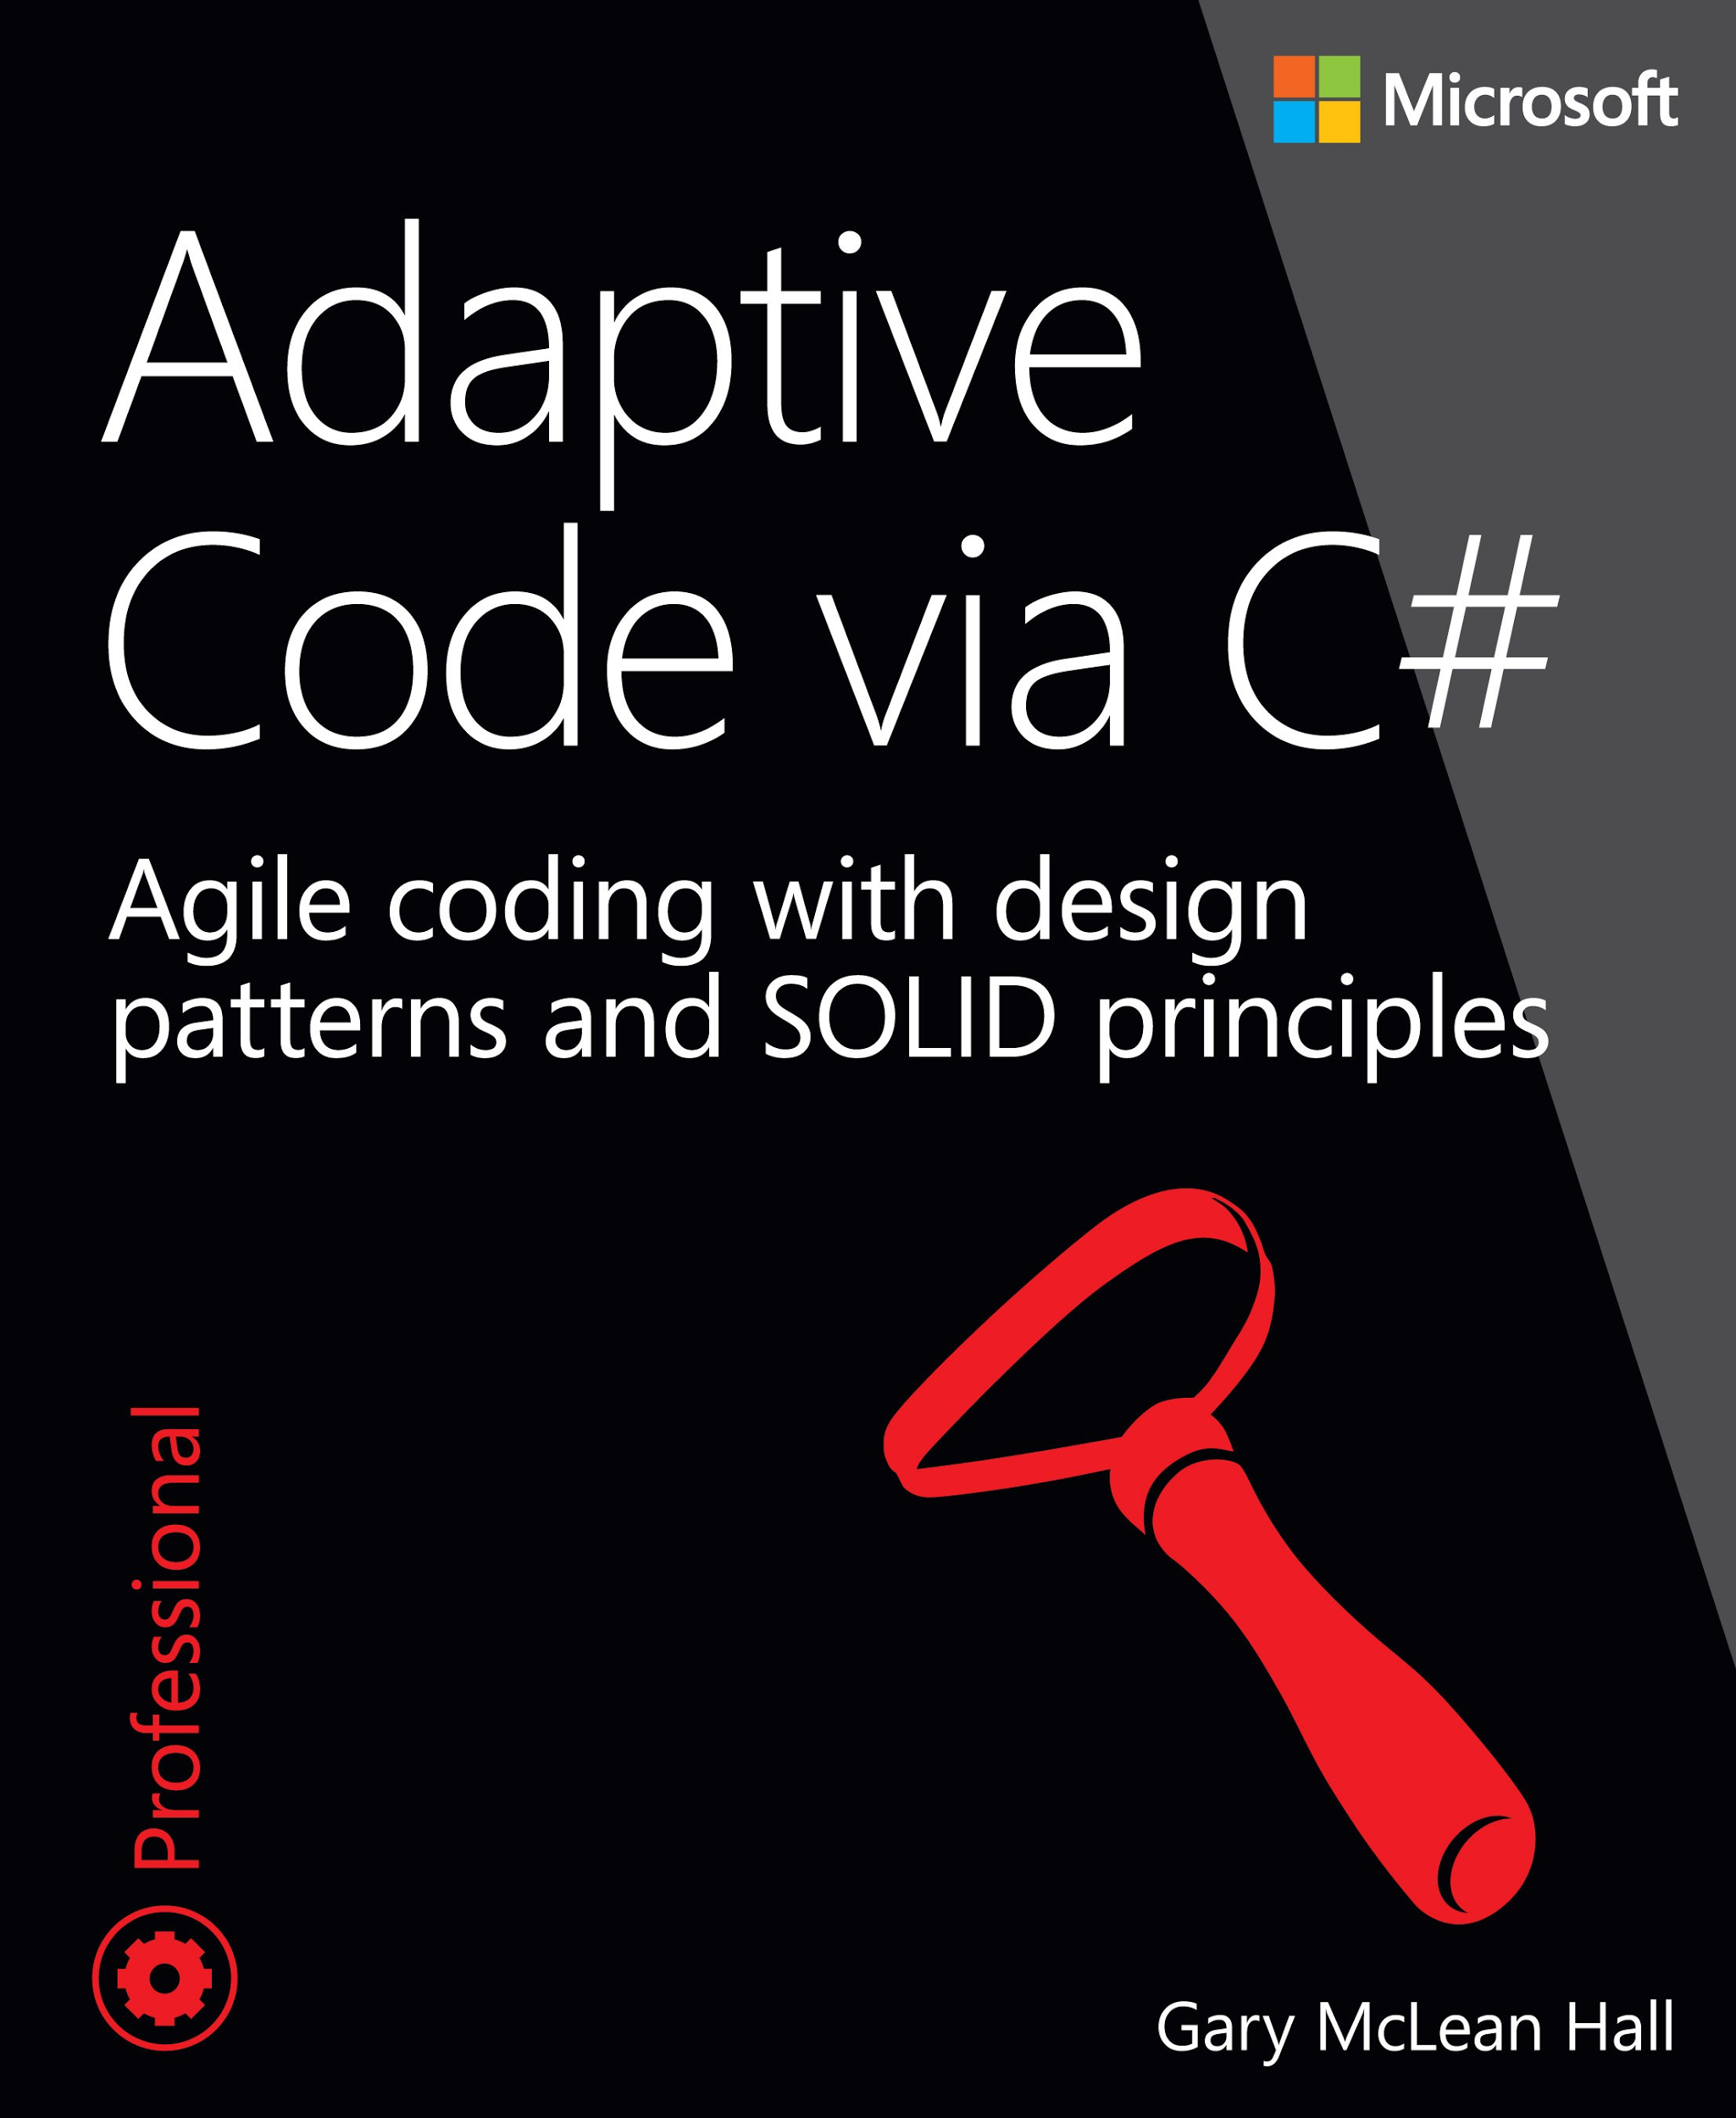 Microsoft
Adaptive
Code via C#
Agile coding with design
patterns and SOLID principles
Professional
Gary McLean Hall